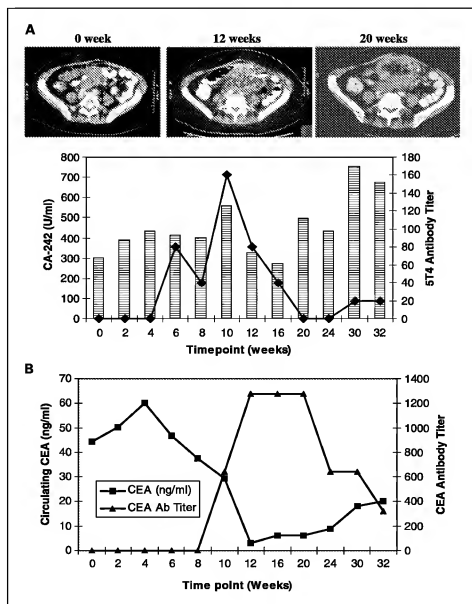 A
0 week 12 weeks 20 weeks
CA-242 (U/ml)
800
700
600
500
400
300
200
100
0
180
160
140
120
100
80
60
40
20
0
5T4 Antibody Titer
0 2 4 6 8 10 12 16 20 24 30 32
Timepoint (weeks)
B
Circulating CEA (ng/ml)
70
60
50
40
30
20
10
0
CEA (ng/ml)
CEA Ab Titer
1400
1200
1000
800
600
400
200
0
CEA Antibody Titer
0 2 4 6 8 10 12 16 20 24 30 32
Time point (Weeks)